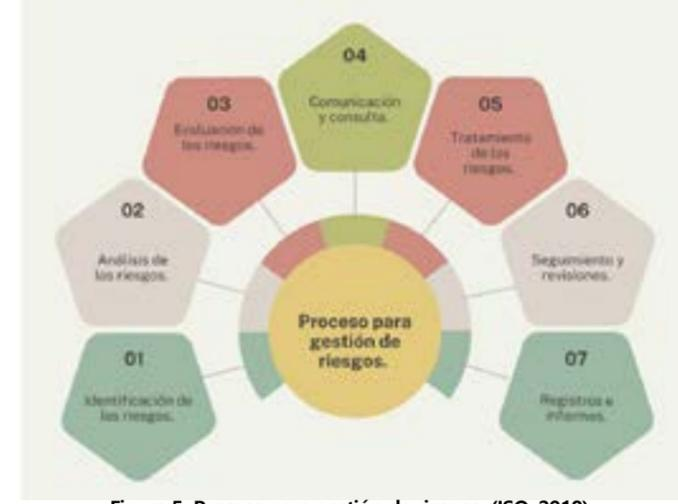 04
Comunicación
y consulta.
03
Evaluación de
los riesgos.
05
Tratamiento
de los
riesgos.
02
Análisis de
los riesgos.
06
Seguimiento y
revisiones.
Proceso para
gestión de
riesgos.
01
Identificación de
los riesgos.
07
Registros e
informes.